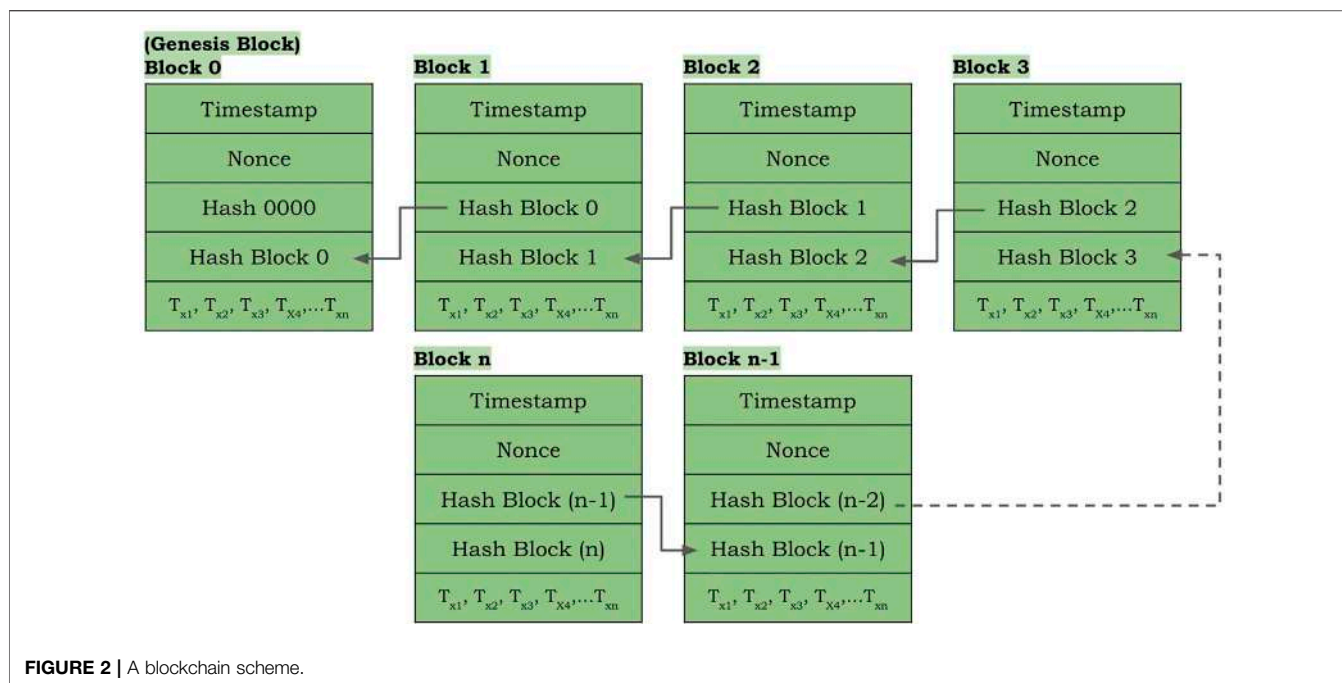 (Genesis Block)
Block 0
Timestamp
Nonce
Hash 0000
Hash Block 0
Tx1, Tx2, Tx3, TX4,...Txn
Block 1
Timestamp
Nonce
Hash Block 0
Hash Block 1
Tx1, Tx2, Tx3, TX4,...Txn
Block 2
Timestamp
Nonce
Hash Block 1
Hash Block 2
Tx1, Tx2, Tx3, TX4,...Txn
Block 3
Timestamp
Nonce
Hash Block 2
Hash Block 3
Tx1, Tx2, Tx3, TX4,...Txn
Block n
Timestamp
Nonce
Hash Block (n-1)
Hash Block (n)
Tx1, Tx2, Tx3, TX4,...Txn
Block n-1
Timestamp
Nonce
Hash Block (n-2)
Hash Block (n-1)
Tx1, Tx2, Tx3, TX4,...Txn
FIGURE 2 | A blockchain scheme.